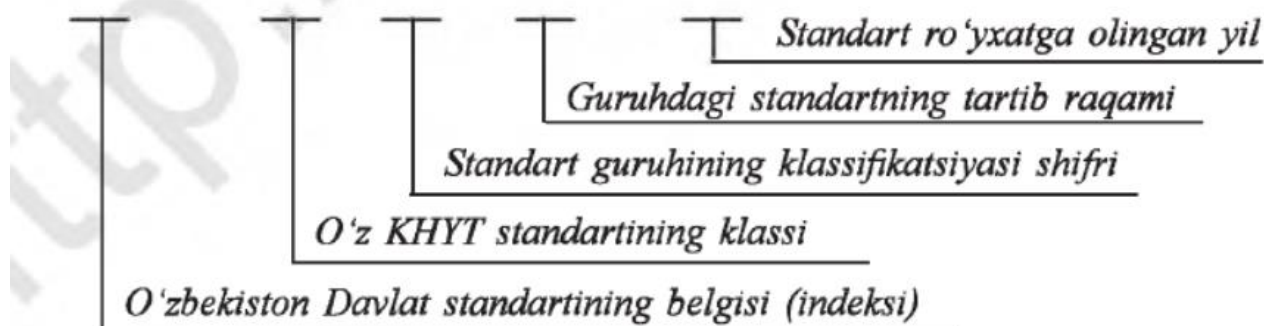 Standart ro‘yxatga olingan yil
Guruhdagi standartning tartib raqami
Standart guruhining klassifikatsiyasi shifri
O‘z KHYT standartining klassi
O‘zbekiston Davlat standartining belgisi (indeksi)
ttp